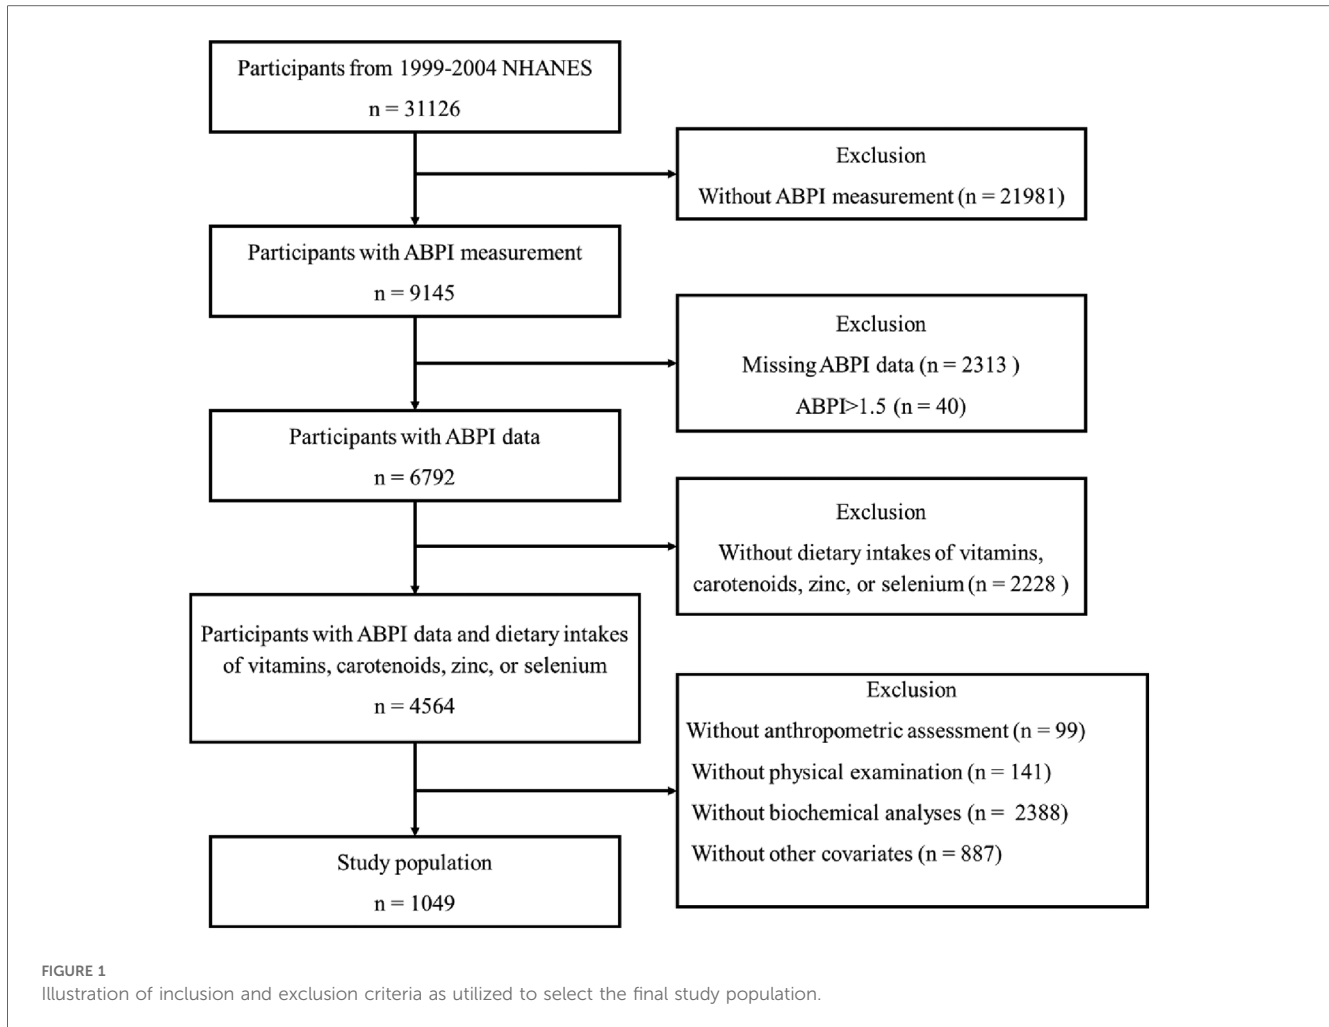 Participants from 1999-2004 NHANES
n = 31126
Exclusion
Without ABPI measurement (n = 21981)
Participants with ABPI measurement
n = 9145
Exclusion
Missing ABPI data (n = 2313 )
ABPI>1.5 (n = 40)
Participants with ABPI data
n = 6792
Exclusion
Without dietary intakes of vitamins,
carotenoids, zinc, or selenium (n = 2228 )
Participants with ABPI data and dietary intakes
of vitamins, carotenoids, zinc, or selenium
n = 4564
Exclusion
Without anthropometric assessment (n = 99)
Without physical examination (n = 141)
Without biochemical analyses (n = 2388)
Without other covariates (n = 887)
Study population
n = 1049
FIGURE 1
Illustration of inclusion and exclusion criteria as utilized to select the final study population.